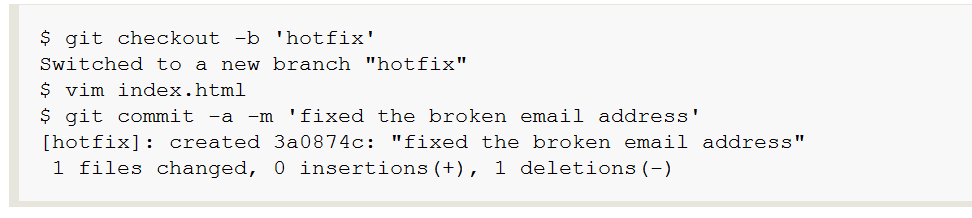 $ git checkout -b 'hotfix'
Switched to a new branch "hotfix"
$ vim index.html
$ git commit -a -m 'fixed the broken email address'
[hotfix]: created 3a0874c: "fixed the broken email address"
 1 files changed, 0 insertions(+), 1 deletions(-)